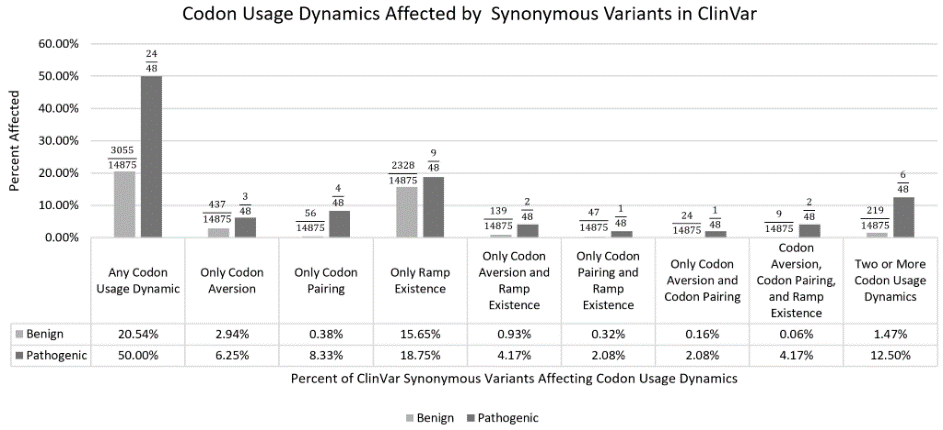 Codon Usage Dynamics Affected by Synonymous Variants in ClinVar
Percent Affected
60.00%
50.00%
40.00%
30.00%
20.00%
10.00%
0.00%
3055
14875
24
48
437
14875
3
48
56
14875
4
48
2328
14875
9
48
139
14875
2
48
47
14875
1
48
24
14875
1
48
9
14875
2
48
219
14875
6
48
Any Codon
Usage Dynamic
Only Codon
Aversion
Only Codon
Pairing
Only Ramp
Existence
Only Codon
Aversion and
Ramp
Existence
Only Codon
Pairing and
Ramp
Existence
Only Codon
Aversion and
Codon Pairing
Codon
Aversion,
Codon Pairing,
and Ramp
Existence
Two or More
Codon Usage
Dynamics
Benign 20.54% 2.94% 0.38% 15.65% 0.93% 0.32% 0.16% 0.06% 1.47%
Pathogenic 50.00% 6.25% 8.33% 18.75% 4.17% 2.08% 2.08% 4.17% 12.50%
Percent of ClinVar Synonymous Variants Affecting Codon Usage Dynamics
Benign Pathogenic